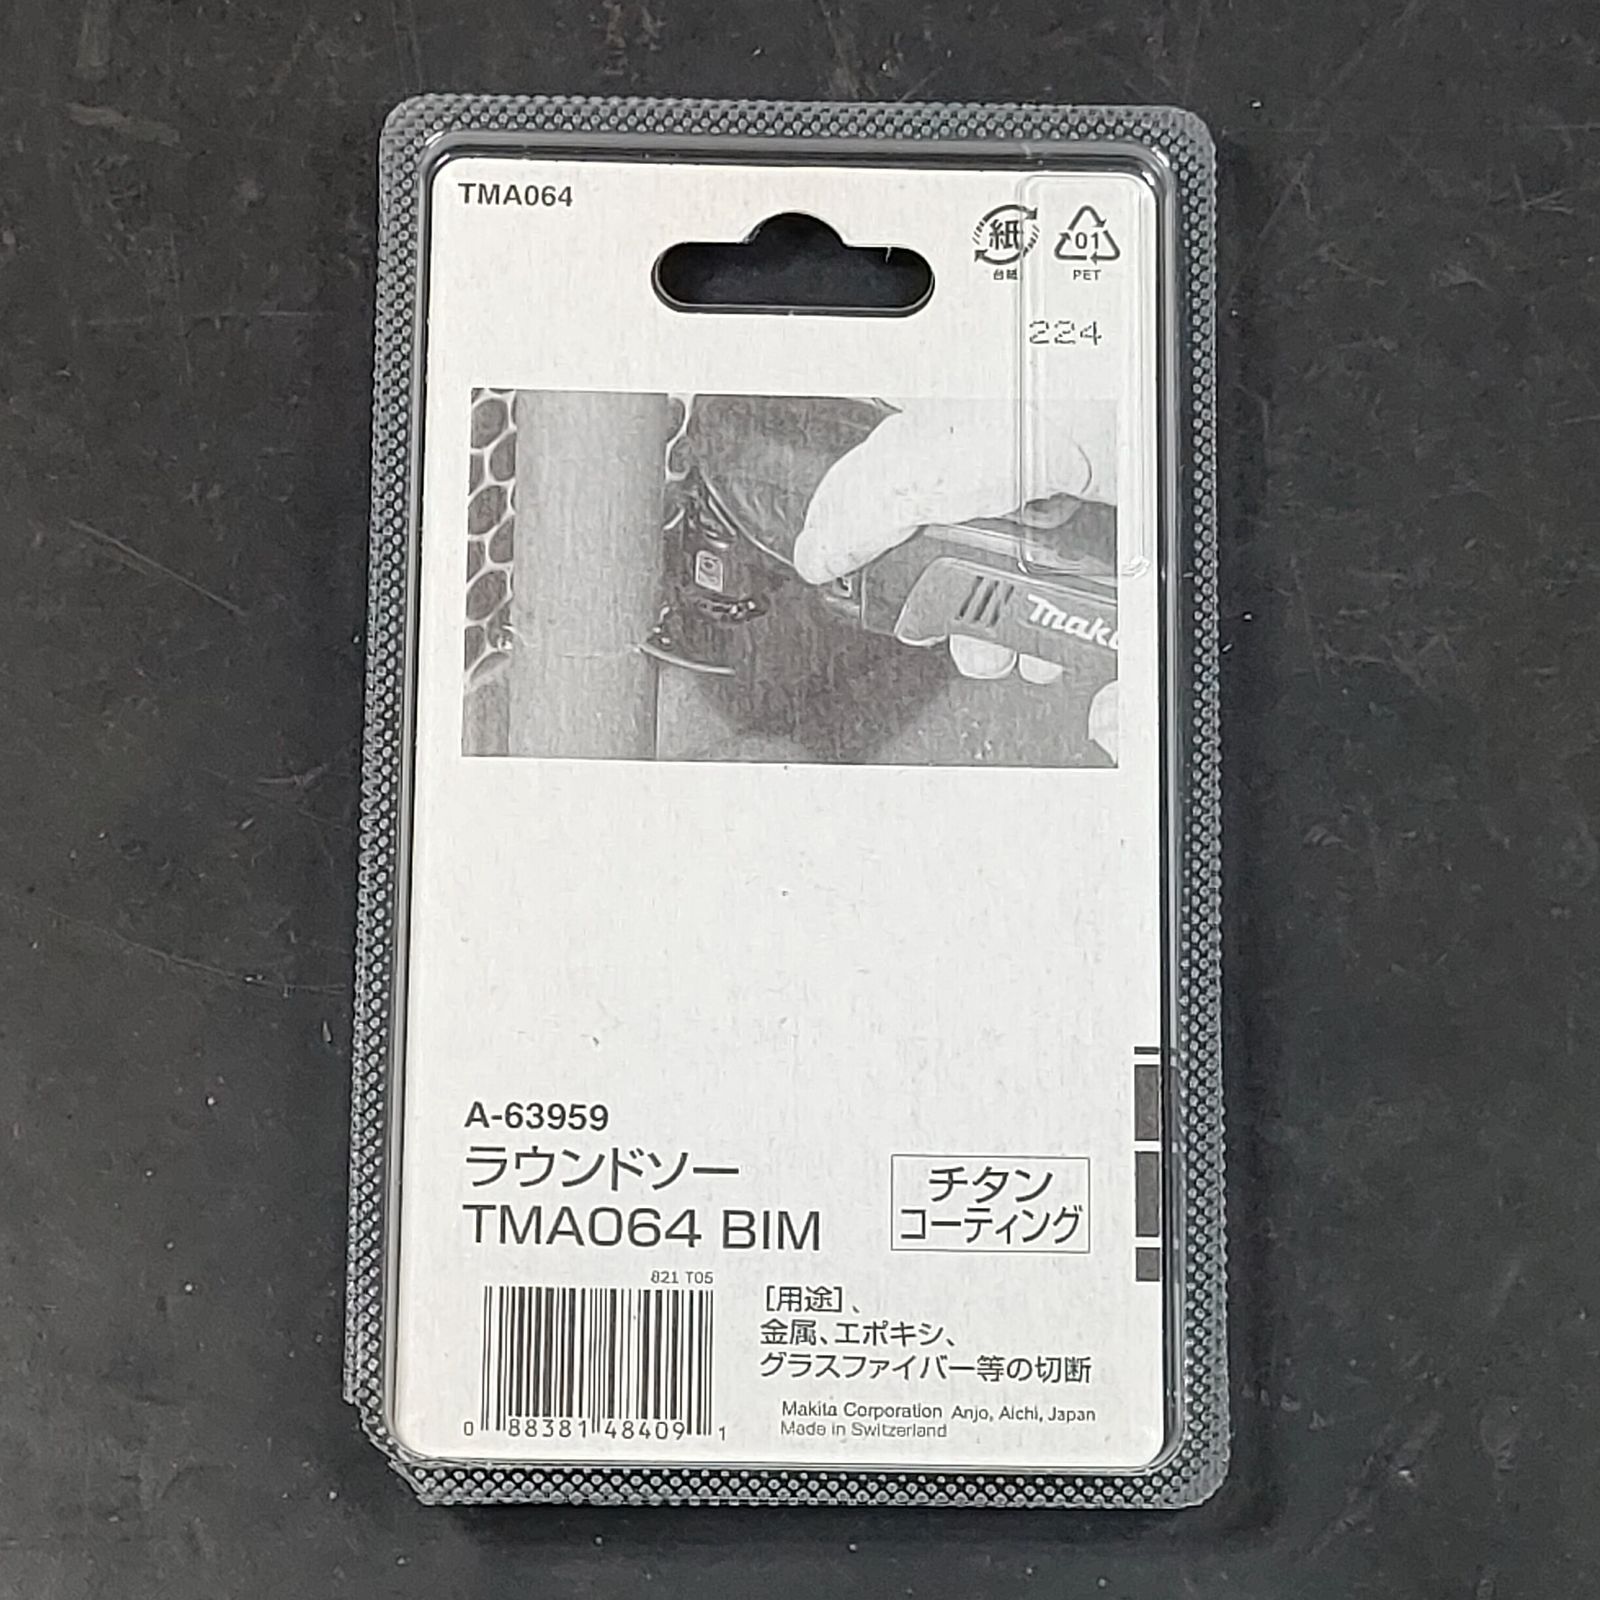 TMA064
紙
台紙
01
PET
224
Maki
A-63959
ラウンドソー
TMA064 BIM
チタン
コーティング
821 T05
0 88381 48409 1
［用途］、
金属、エポキシ、
グラスファイバー等の切断
Makita Corporation Anjo, Aichi, Japan
Made in Switzerland